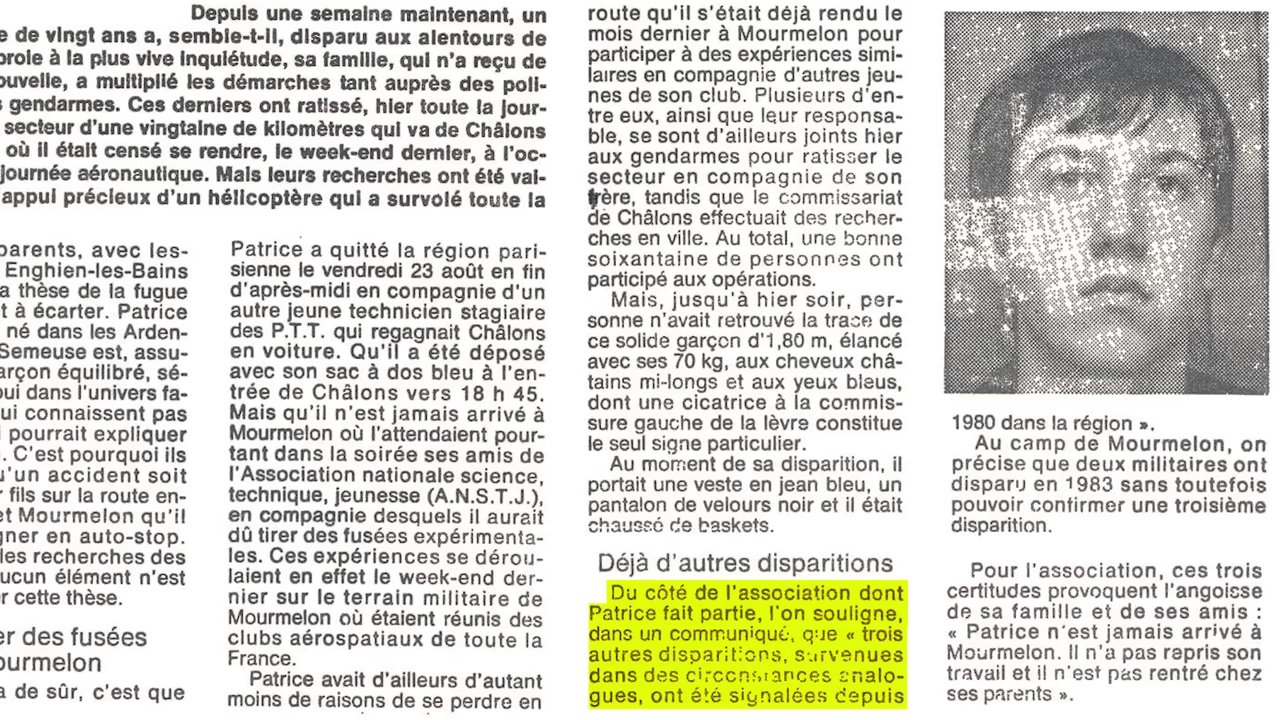 Depuis une semaine maintenant, un
e de vingt ans a, semble-t-il, disparu aux alentours de
prole à la plus vive inquiétude, sa famille, qui n'a reçu de
ouvelle, a multiplié les démarches tant auprès des poli-
s gendarmes. Ces derniers ont ratissé, hier toute la jour-
secteur d'une vingtaine de kilomètres qui va de Châlons
où il était censé se rendre, le week-end dernier, à l'oc-
journée aéronautique. Mais leurs recherches ont été vai-
appui précieux d'un hélicoptère qui a survolé toute la
parents, avec les-
Enghien-les-Bains
a thèse de la fugue
t à écarter. Patrice
né dans les Arden-
Semeuse est, assu-
arçon équilibré, sé-
oui dans l'univers fa-
ui connaissent pas
i pourrait expliquer
. C'est pourquoi ils
u'un accident soit
r fils sur la route en-
et Mourmelon qu'il
gner en auto-stop.
les recherches des
ucun élément n'est
r cette thèse.
er des fusées
ourmelon
a de sûr, c'est que
Patrice a quitté la région pari-
sienne le vendredi 23 août en fin
d'après-midi en compagnie d'un
autre jeune technicien stagiaire
des P.T.T. qui regagnait Châlons
en voiture. Qu'il a été déposé
avec son sac à dos bleu à l'en-
trée de Châlons vers 18 h 45.
Mais qu'il n'est jamais arrivé à
Mourmelon où l'attendaient pour-
tant dans la soirée ses amis de
l'Association nationale science,
technique, jeunesse (A.N.S.T.J.),
en compagnie desquels il aurait
dû tirer des fusées expérimenta-
les. Ces expériences se dérou-
laient en effet le week-end der-
nier sur le terrain militaire de
Mourmelon où étaient réunis des
clubs aérospatiaux de toute la
France.
Patrice avait d'ailleurs d'autant
moins de raisons de se perdre en
route qu'il s'était déjà rendu le
mois dernier à Mourmelon pour
participer à des expériences simi-
laires en compagnie d'autres jeu-
nes de son club. Plusieurs d'en-
tre eux, ainsi que leur responsa-
ble, se sont d'ailleurs joints hier
aux gendarmes pour ratisser le
secteur en compagnie de son
frère, tandis que le commissariat
de Châlons effectuait des recher-
ches en ville. Au total, une bonne
soixantaine de personnes ont
participé aux opérations.
Mais, jusqu'à hier soir, per-
sonne n'avait retrouvé la trace de
ce solide garçon d'1,80 m, élancé
avec ses 70 kg, aux cheveux châ-
tains mi-longs et aux yeux bleus,
dont une cicatrice à la commis-
sure gauche de la lèvre constitue
le seul signe particulier.
Au moment de sa disparition, il
portait une veste en jean bleu, un
pantalon de velours noir et il était
chaussé de baskets.
Déjà d'autres disparitions
Du côté de l'association dont
Patrice fait partie, l'on souligne,
dans un communiqué, que « trois
autres disparitions, survenues
dans des circonstances analo-
gues, ont été signalées depuis
1980 dans la région ».
Au camp de Mourmelon, on
précise que deux militaires ont
disparu en 1983 sans toutefois
pouvoir confirmer une troisième
disparition.
Pour l'association, ces trois
certitudes provoquent l'angoisse
de sa famille et de ses amis :
« Patrice n'est jamais arrivé à
Mourmelon. Il n'a pas repris son
travail et il n'est pas rentré chez
ses parents ».